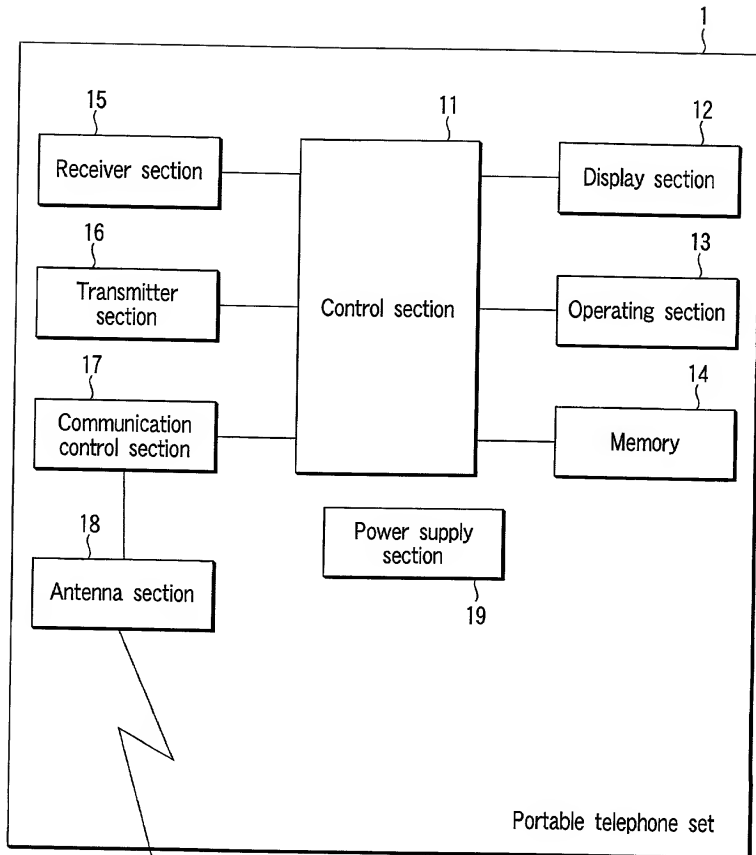 1
15
Receiver section
11
12
Display section
16
Transmitter
section
Control section
13
Operating section
17
Communication
control section
14
Memory
18
Antenna section
Power supply
section
19
Portable telephone set